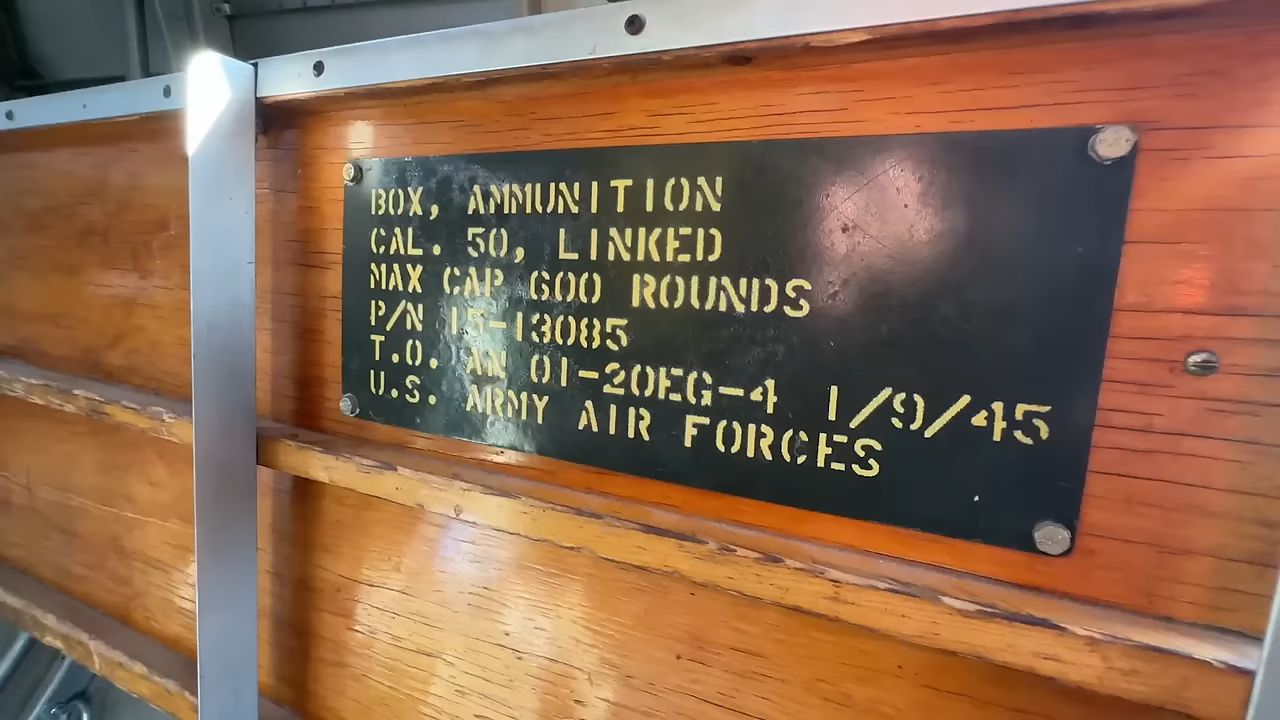 BOX, AMMUNITION
CAL. 50, LINKED
MAX CAP 600 ROUNDS
P/N 15-13085
T.O. AN 01-20EG-4 1/9/45
U.S. ARMY AIR FORCES